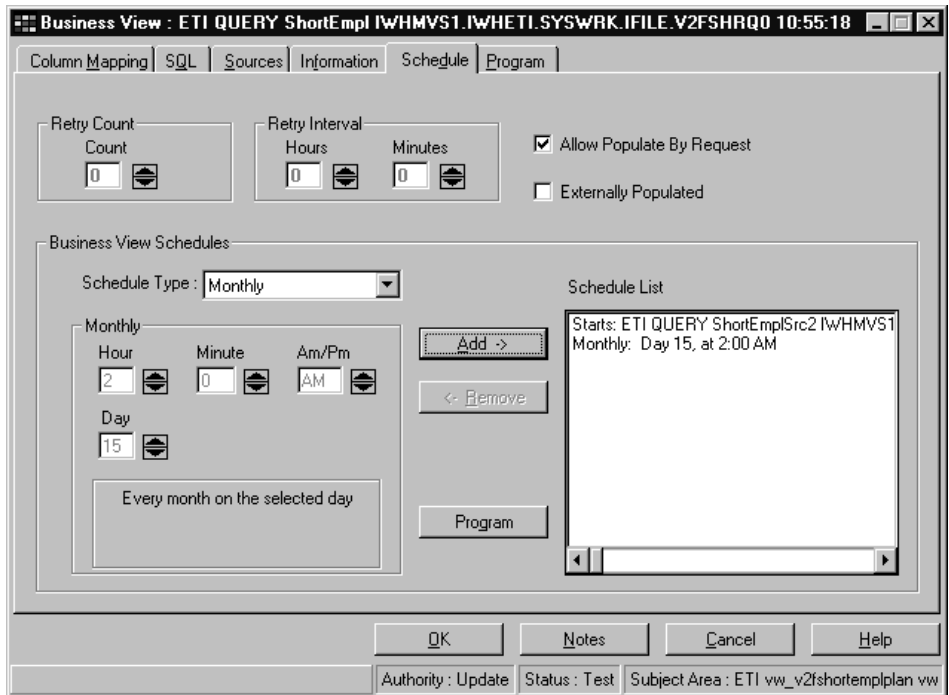 Business View : ETI QUERY ShortEmpl IWHMVS1.IWHETI.SYSWRK.IFILE.V2FSHRQ0 10:55:18
Column Mapping SQL Sources Information Schedule Program
Retry Count
Retry Interval
Count
Hours
Minutes
Allow Populate By Request
0
0
0
Externally Populated
Business View Schedules
Schedule Type : Monthly
Schedule List
Monthly
Starts: ETI QUERY ShortEmplSrc2 IWHMVS1
Monthly: Day 15, at 2:00 AM
Hour
Minute
Am/Pm
Add ->
2
0
AM
<- Remove
Day
15
Every month on the selected day
Program
OK
Notes
Cancel
Help
Authority : Update
Status : Test
Subject Area : ETI vw_v2fshortemplplan vw